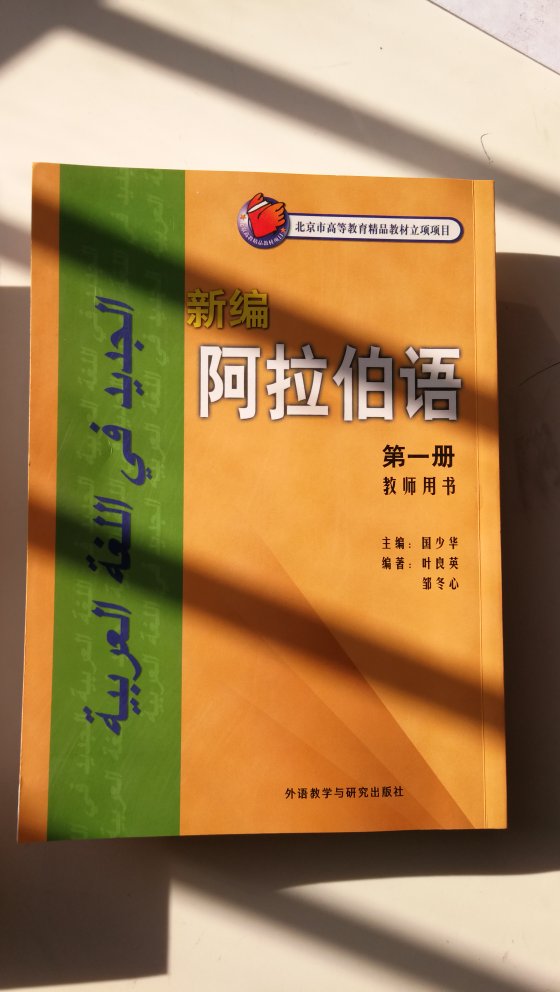 北京市高等教育精品教材立项项目
新编
阿拉伯语
第一册
教师用书
主编：国少华
编著：叶良英
邹冬心
外语教学与研究出版社
الجديد في اللغة العربية